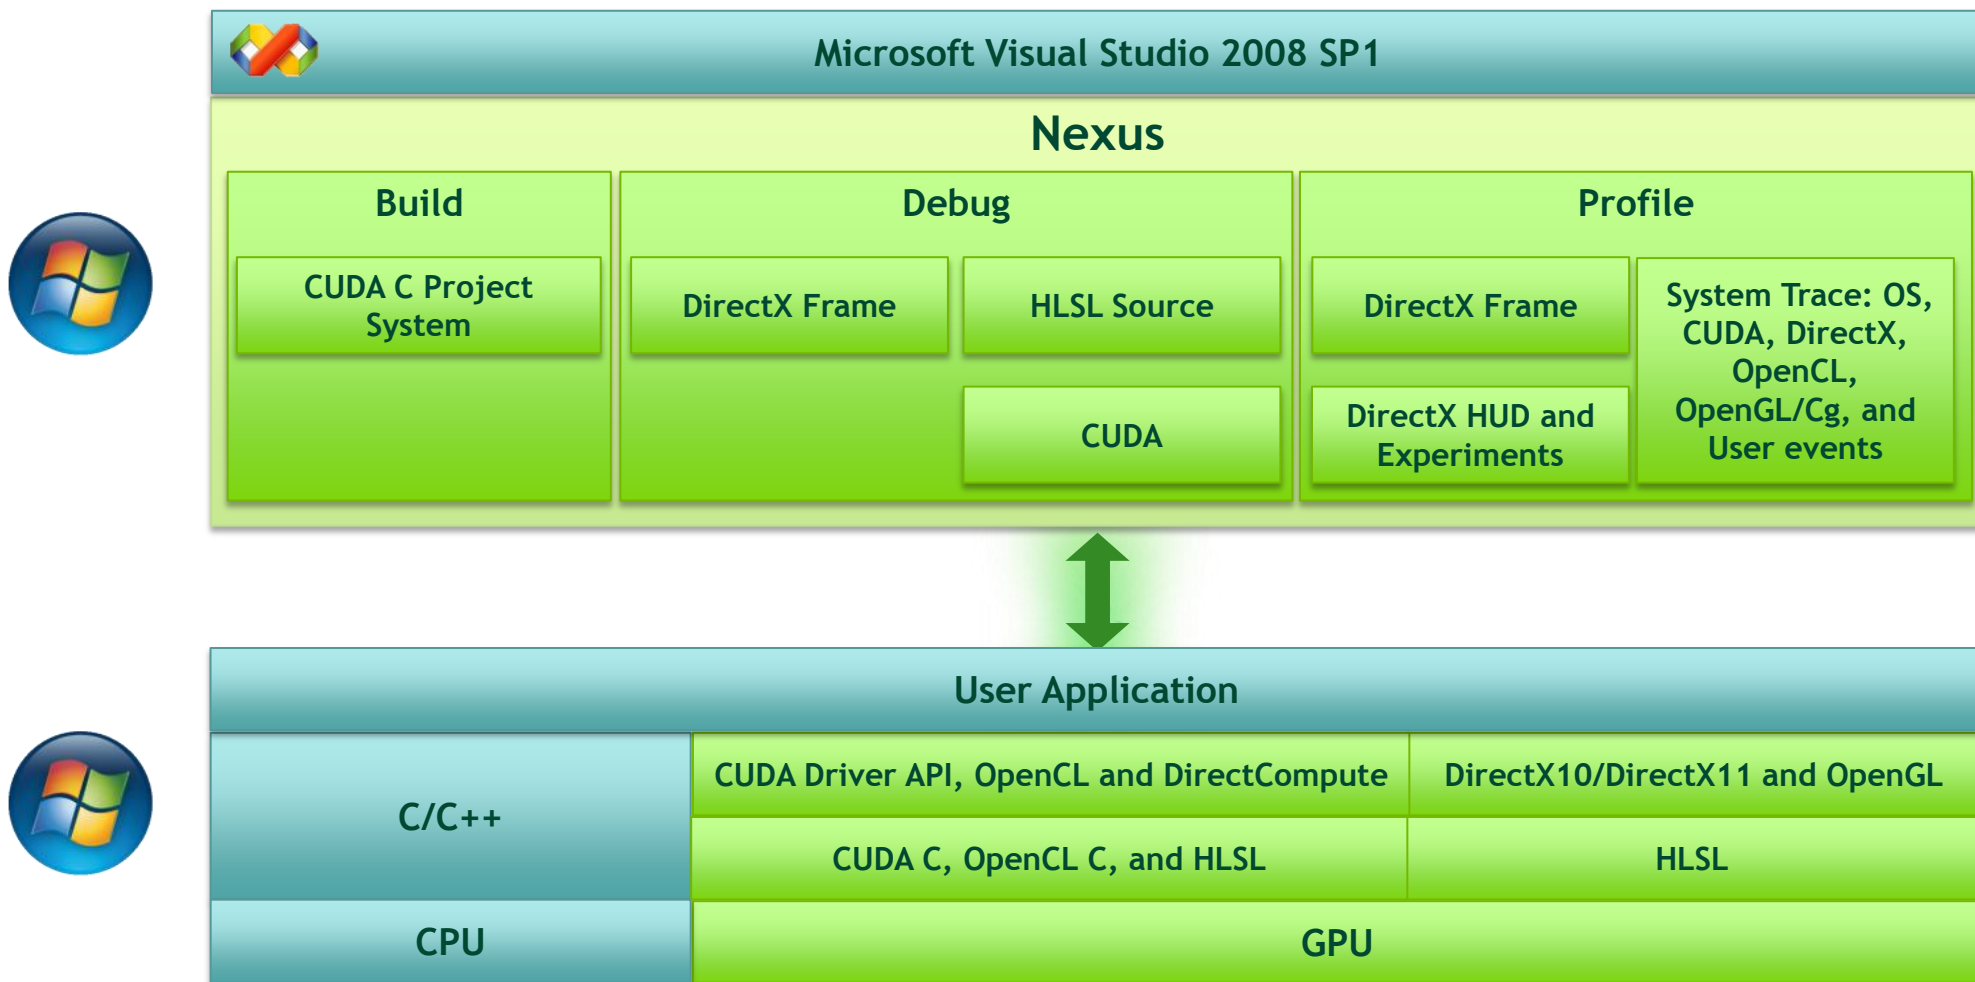 Microsoft Visual Studio 2008 SP1
Nexus
Build
CUDA C Project
System
Debug
DirectX Frame
HLSL Source
CUDA
Profile
DirectX Frame
DirectX HUD and
Experiments
System Trace: OS,
CUDA, DirectX,
OpenCL,
OpenGL/Cg, and
User events
User Application
C/C++
CUDA Driver API, OpenCL and DirectCompute
DirectX10/DirectX11 and OpenGL
CUDA C, OpenCL C, and HLSL
HLSL
CPU
GPU